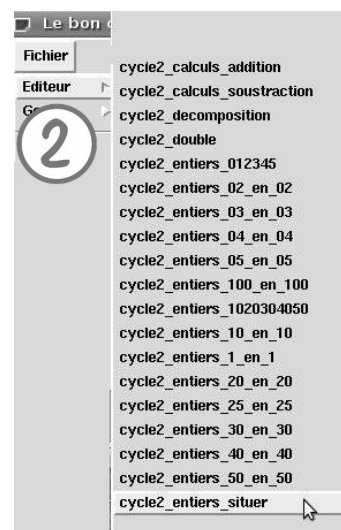 Le bon
Fichier
Editeur
2
cycle2_calculs_addition
cycle2_calculs_soustraction
cycle2_decomposition
cycle2_double
cycle2_entiers_012345
cycle2_entiers_02_en_02
cycle2_entiers_03_en_03
cycle2_entiers_04_en_04
cycle2_entiers_05_en_05
cycle2_entiers_100_en_100
cycle2_entiers_1020304050
cycle2_entiers_10_en_10
cycle2_entiers_1_en_1
cycle2_entiers_20_en_20
cycle2_entiers_25_en_25
cycle2_entiers_30_en_30
cycle2_entiers_40_en_40
cycle2_entiers_50_en_50
cycle2_entiers_situer